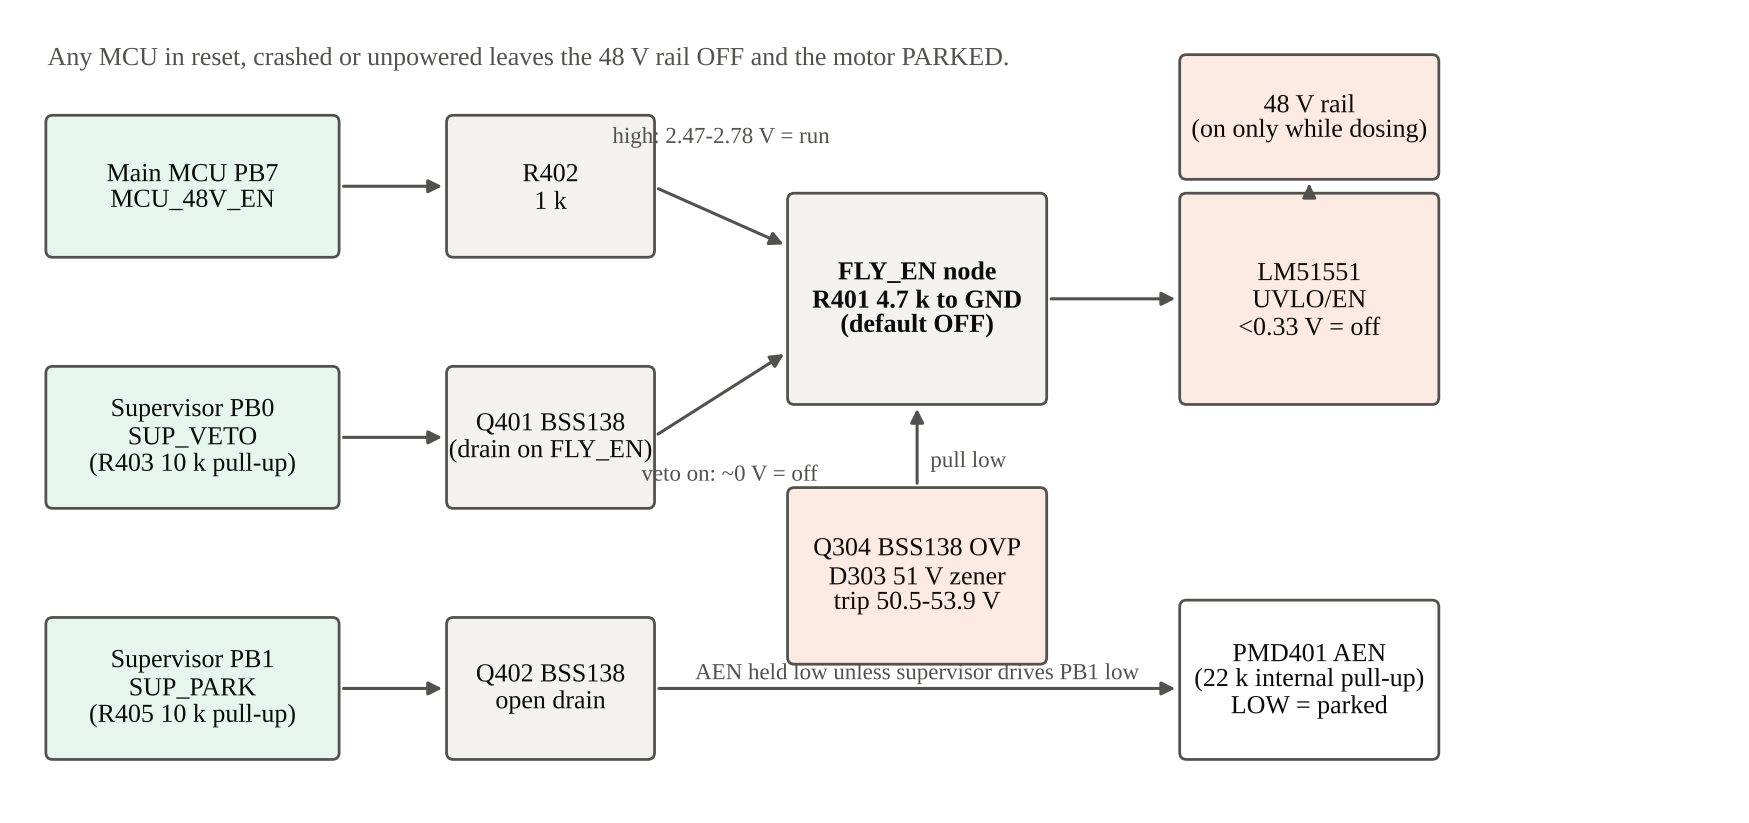 Any MCU in reset, crashed or unpowered leaves the 48 V rail OFF and the motor PARKED.
48 V rail
(on only while dosing)
Main MCU PB7
MCU_48V_EN
R402
1 k
high: 2.47-2.78 V = run
FLY_EN node
R401 4.7 k to GND
(default OFF)
LM51551
UVLO/EN
<0.33 V = off
Supervisor PB0
SUP_VETO
(R403 10 k pull-up)
Q401 BSS138
(drain on FLY_EN)
veto on: ~0 V = off
pull low
Q304 BSS138 OVP
D303 51 V zener
trip 50.5-53.9 V
Supervisor PB1
SUP_PARK
(R405 10 k pull-up)
Q402 BSS138
open drain
AEN held low unless supervisor drives PB1 low
PMD401 AEN
(22 k internal pull-up)
LOW = parked